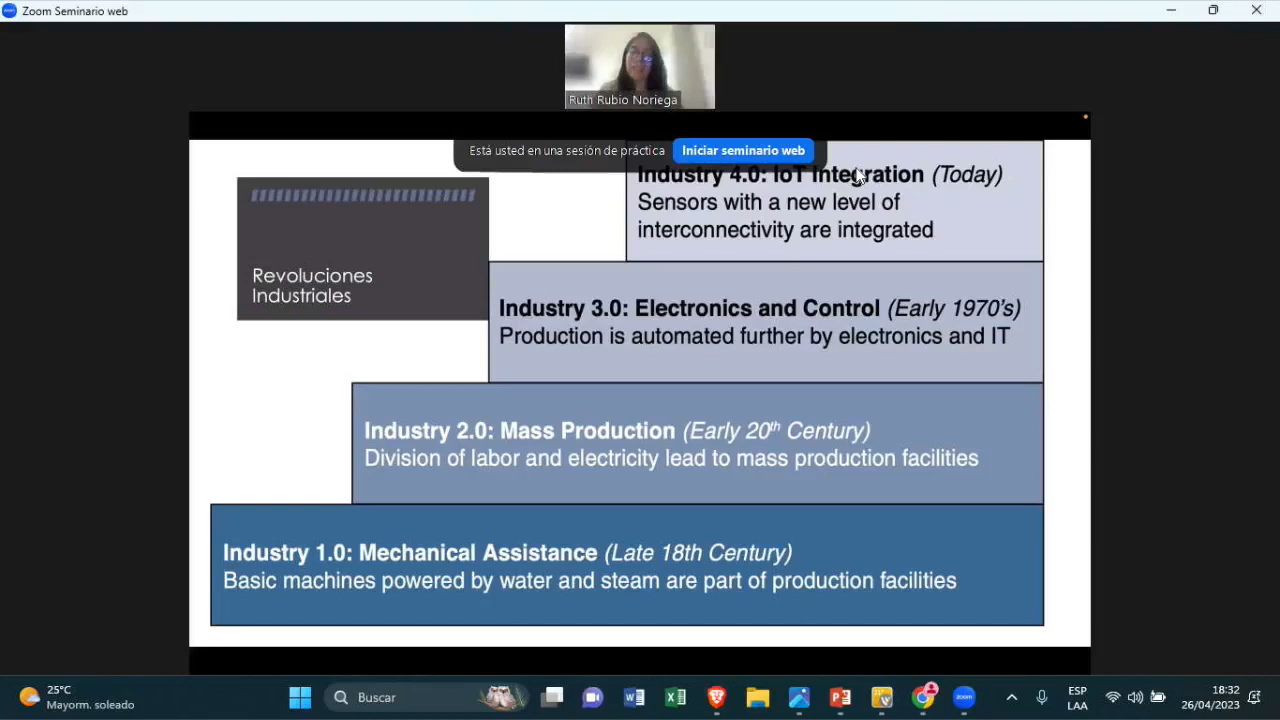 Zoom Seminario web
Ruth Rubio Noriega
Está usted en una sesión de práctica
Iniciar seminario web
Industry 4.0: IoT Integration (Today)
Sensors with a new level of
interconnectivity are integrated
Revoluciones
Industriales
Industry 3.0: Electronics and Control (Early 1970's)
Production is automated further by electronics and IT
Industry 2.0: Mass Production (Early 20th Century)
Division of labor and electricity lead to mass production facilities
Industry 1.0: Mechanical Assistance (Late 18th Century)
Basic machines powered by water and steam are part of production facilities
25°C
Mayorm. soleado
Buscar
ESP
LAA
18:32
26/04/2023